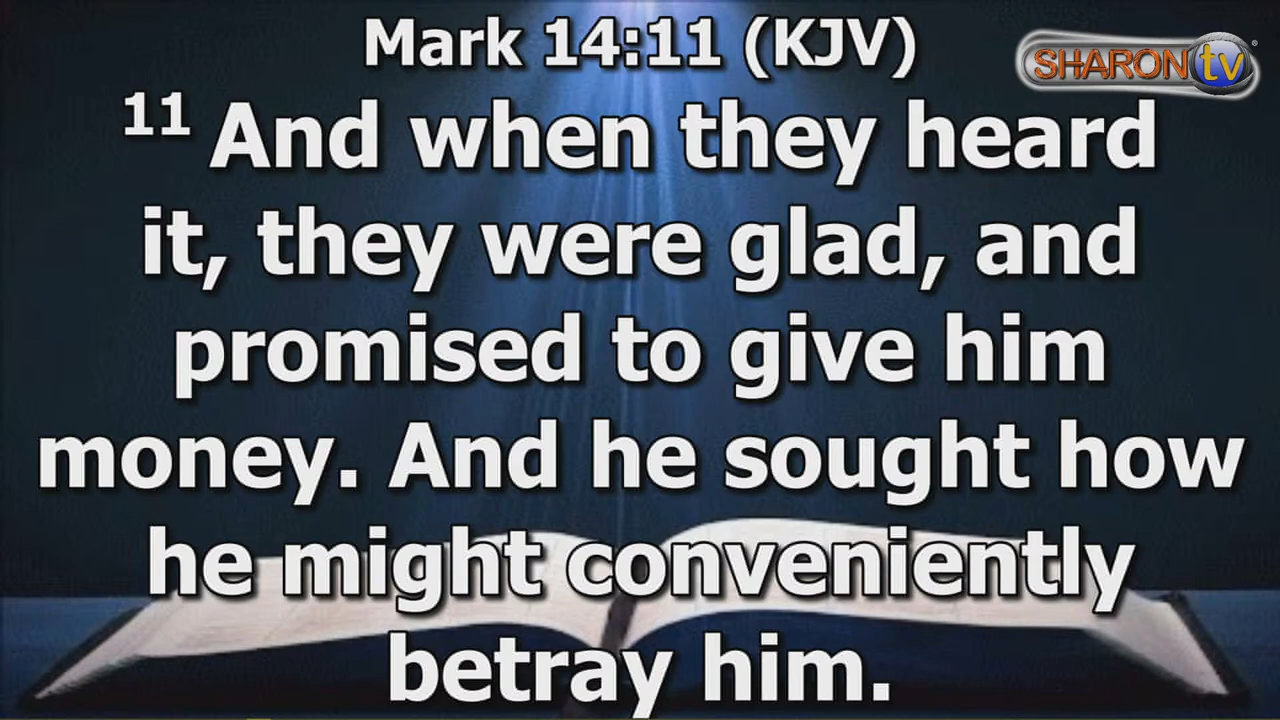 Mark 14:11 (KJV)
SHARON tv ®
11 And when they heard
it, they were glad, and
promised to give him
money. And he sought how
he might conveniently
betray him.